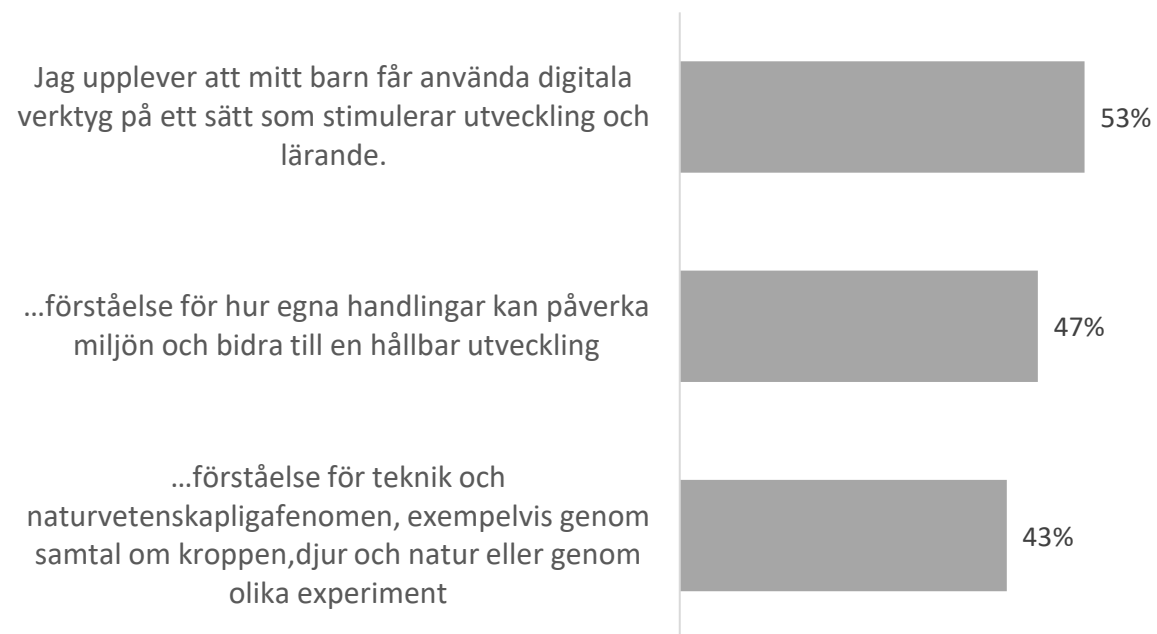 Jag upplever att mitt barn får använda digitala
verktyg på ett sätt som stimulerar utveckling och
lärande.
53%
…förståelse för hur egna handlingar kan påverka
miljön och bidra till en hållbar utveckling
47%
…förståelse för teknik och
naturvetenskapligafenomen, exempelvis genom
samtal om kroppen,djur och natur eller genom
olika experiment
43%